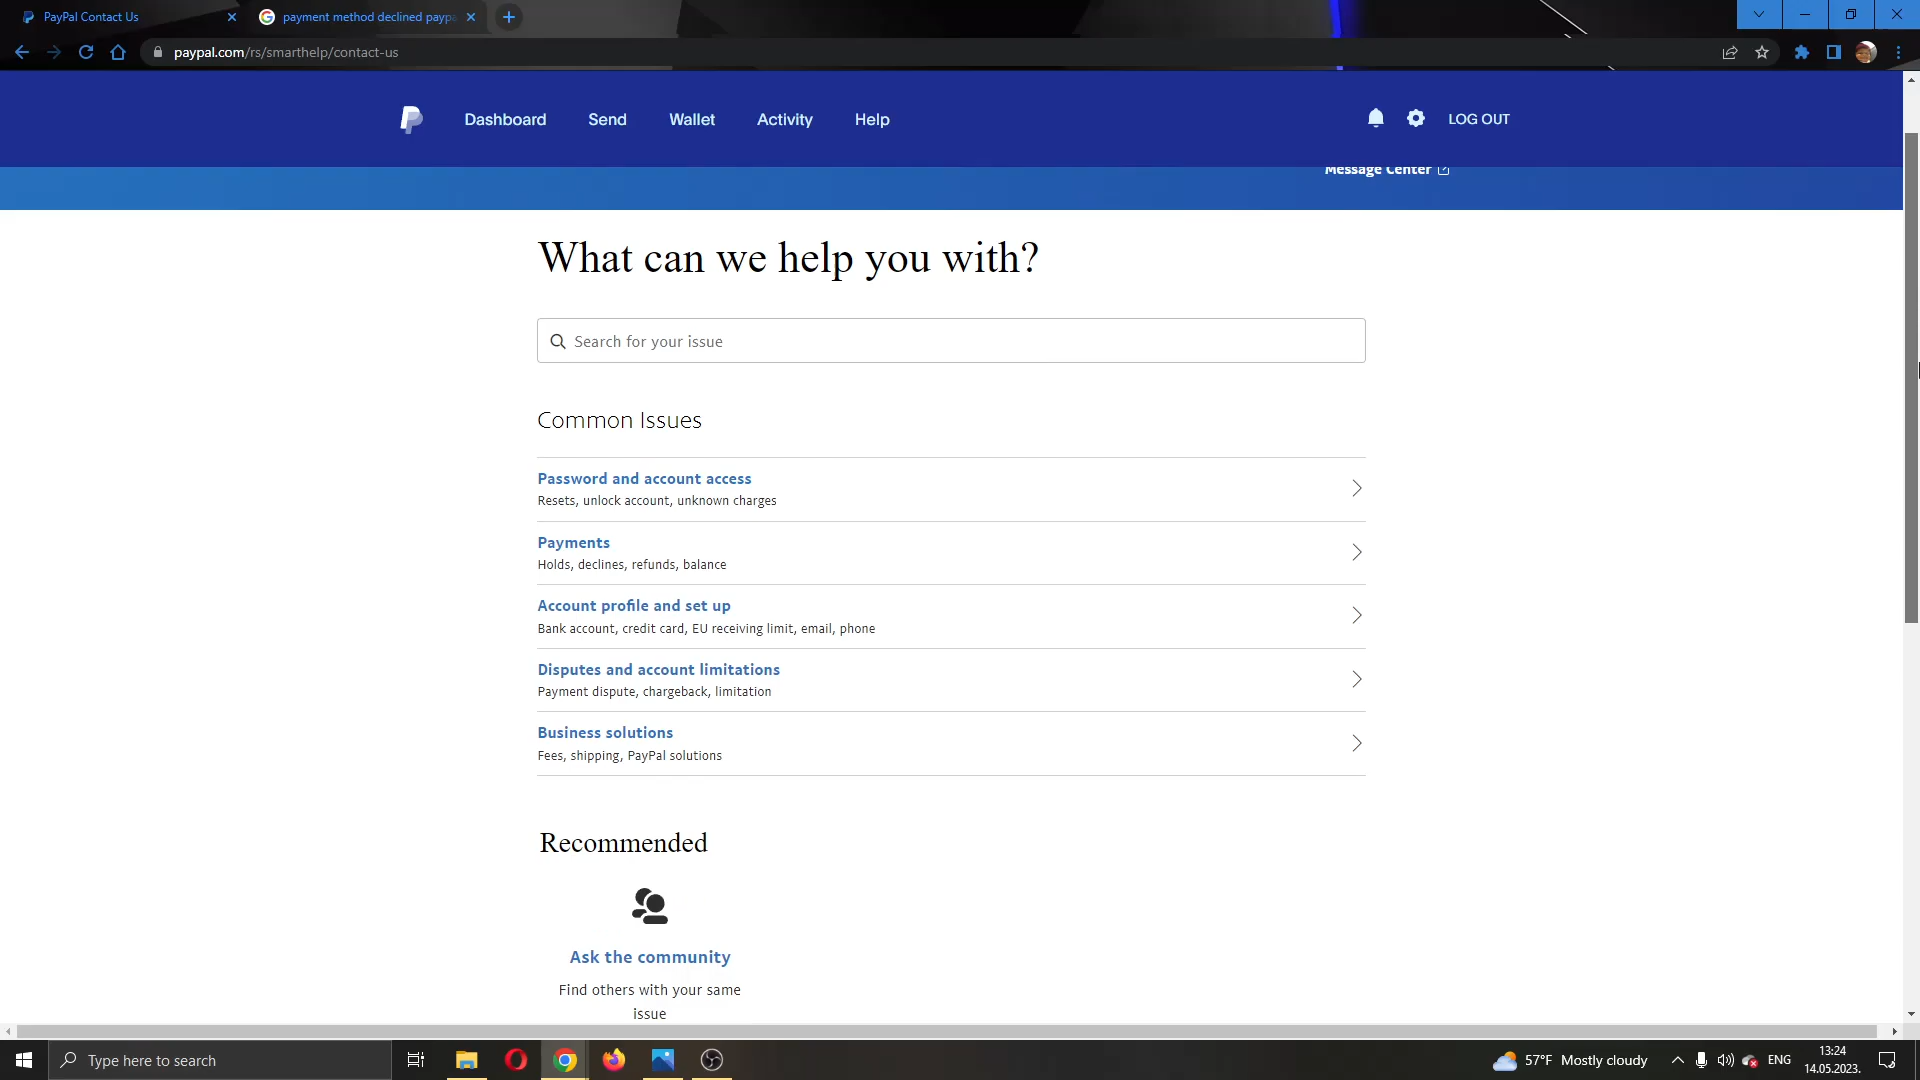 PayPal Contact Us
payment method declined paypa
paypal.com/rs/smarthelp/contact-us
Dashboard
Send
Wallet
Activity
Help
LOG OUT
Message Center
What can we help you with?
Search for your issue
Common Issues
Password and account access
Resets, unlock account, unknown charges
Payments
Holds, declines, refunds, balance
Account profile and set up
Bank account, credit card, EU receiving limit, email, phone
Disputes and account limitations
Payment dispute, chargeback, limitation
Business solutions
Fees, shipping, PayPal solutions
Recommended
Ask the community
Find others with your same
issue
Type here to search
57°F Mostly cloudy
ENG
13:24
14.05.2023.